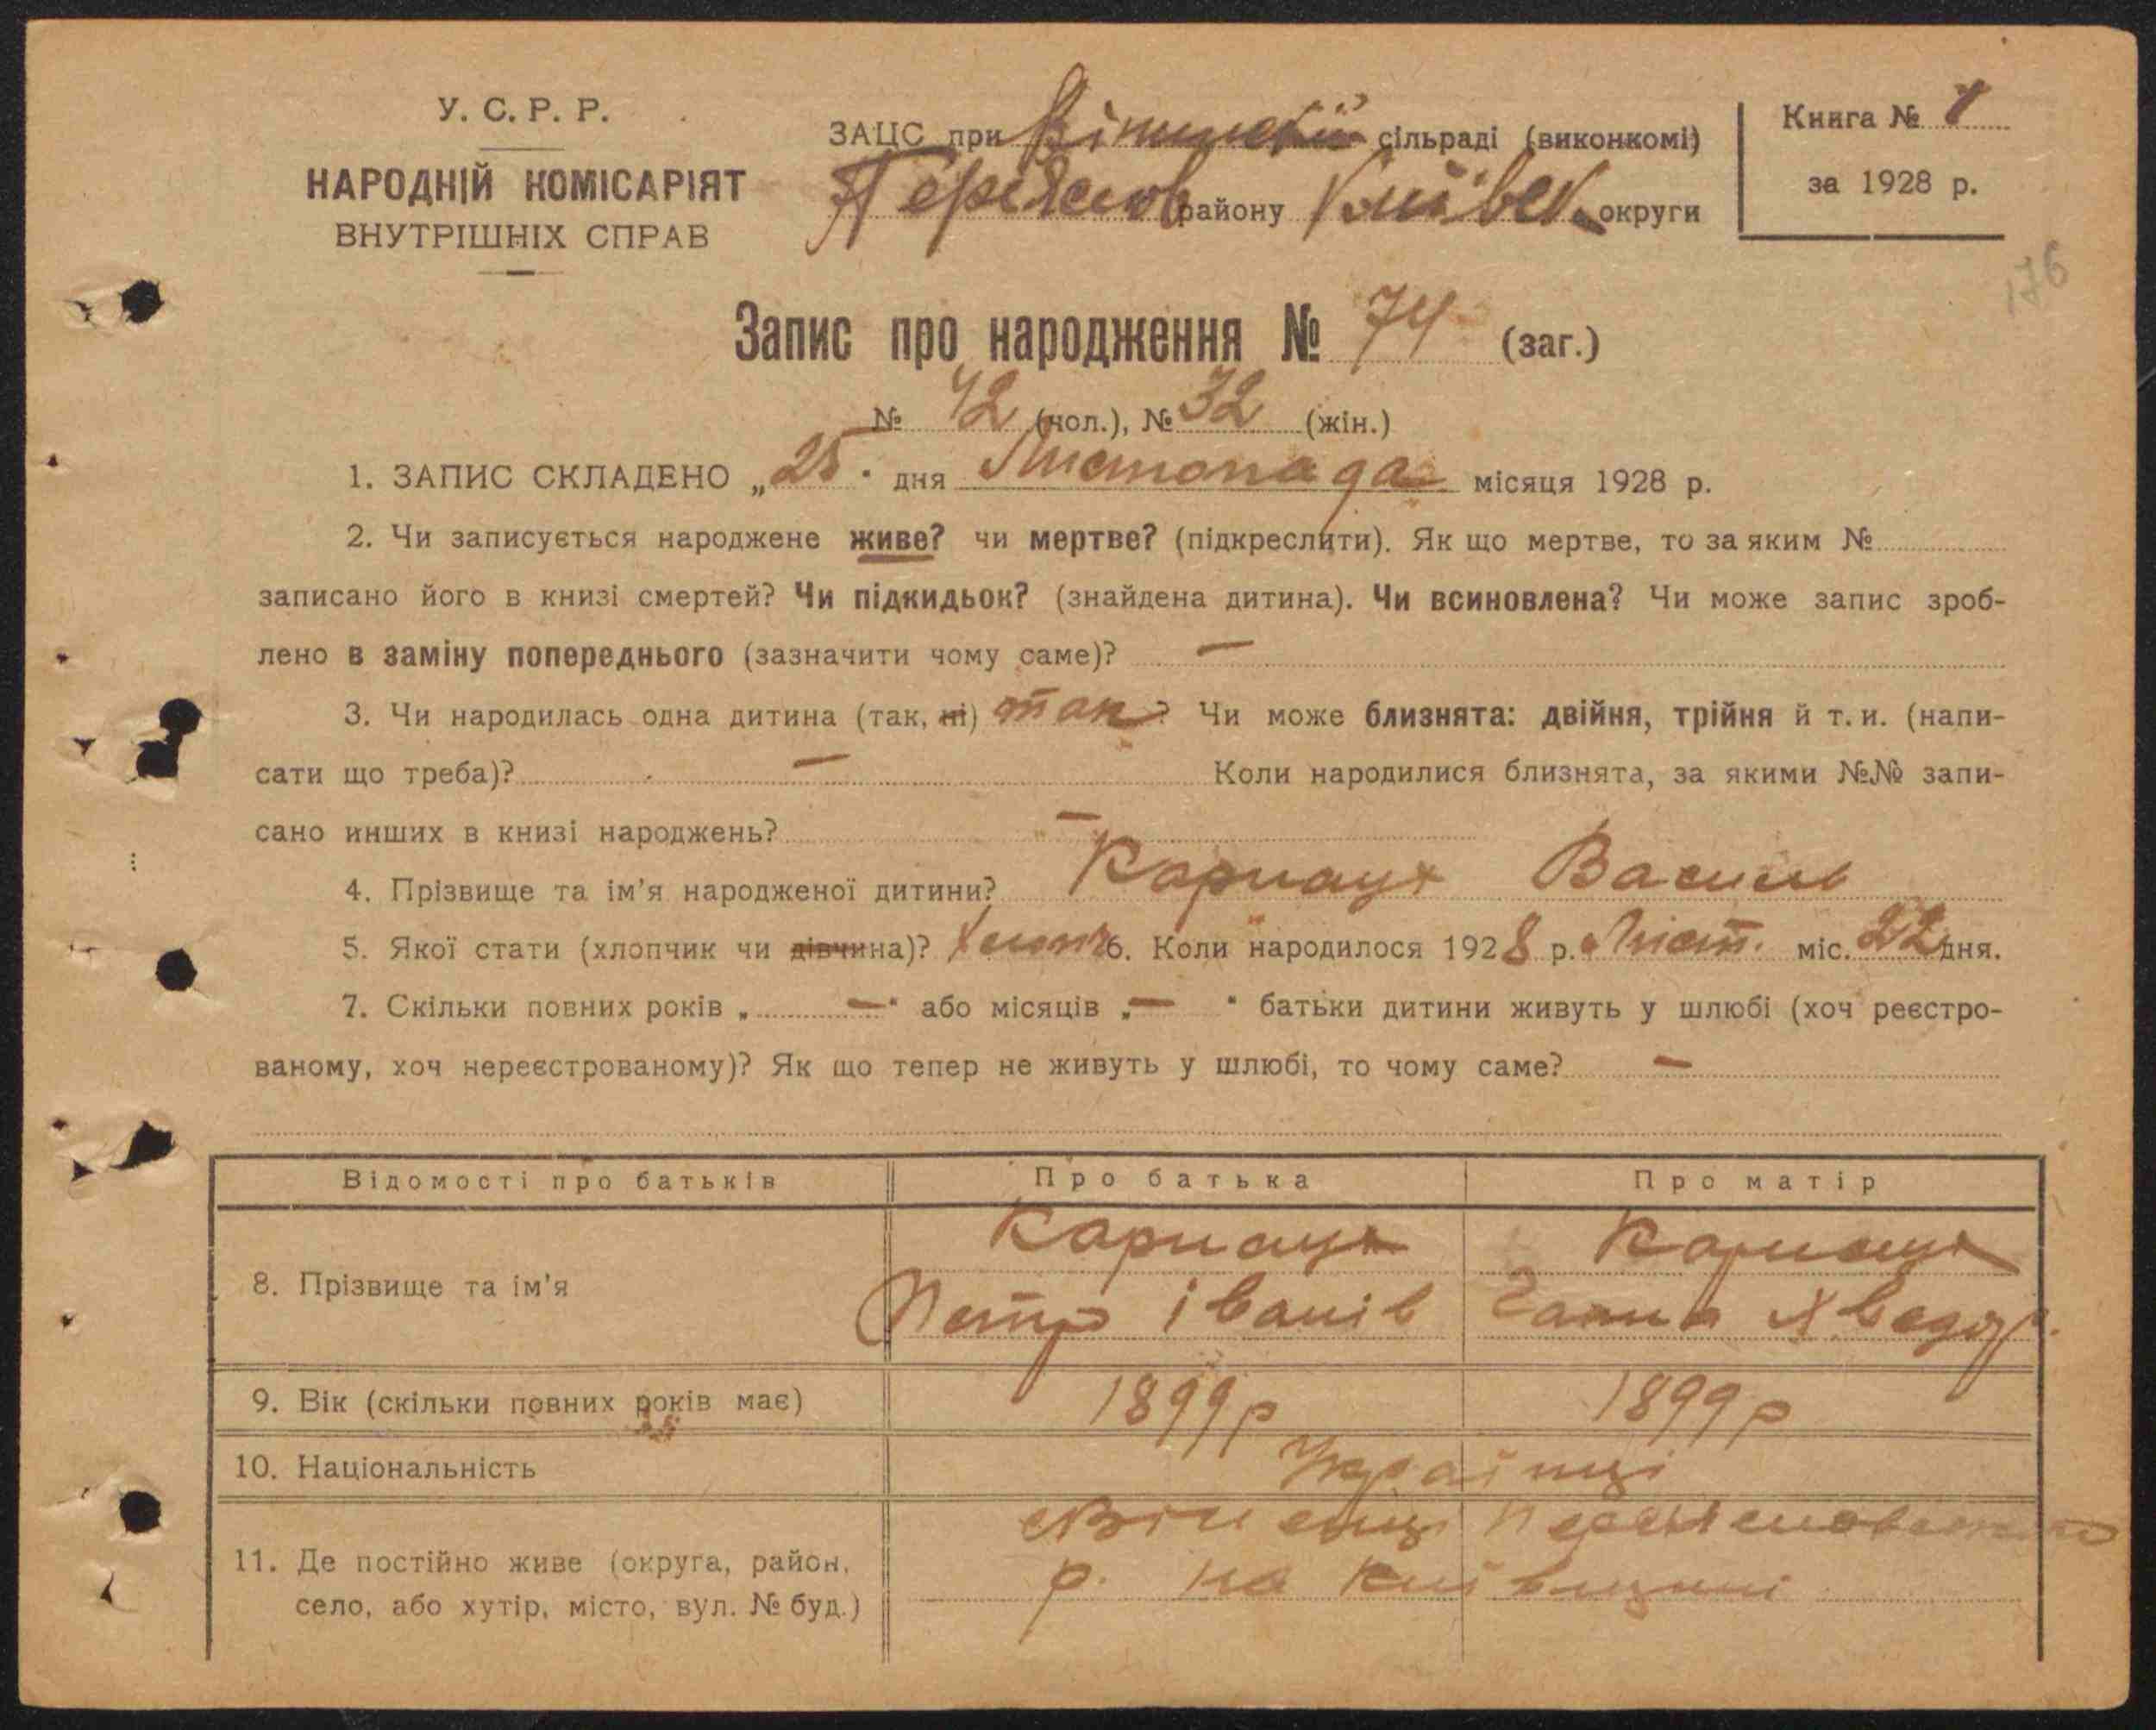 У. С. Р. Р.
НАРОДНІЙ КОМІСАРІЯТ
ВНУТРІШНІХ СПРАВ
ЗАЦС при сільраді (виконкомі)
Переяслов району Київськ. округи
Книга № 1
за 1928 р.
176
Запис про народження № 74 (заг.)
№ 42 (чол.), № 32 (жін.)
1. ЗАПИС СКЛАДЕНО „25" дня Листопада місяця 1928 р.
2. Чи записується народжене живе? чи мертве? (підкреслити). Як що мертве, то за яким №
записано його в книзі смертей? Чи підкидьок? (знайдена дитина). Чи всиновлена? Чи може запис зроб-
лено в заміну попереднього (зазначити чому саме)? —
3. Чи народилась одна дитина (так, ні) так? Чи може близнята: двійня, трійня й т. и. (напи-
сати що треба)? — Коли народилися близнята, за якими №№ запи-
сано инших в книзі народжень? —
4. Прізвище та ім'я народженої дитини? Карнаух Василь
5. Якої стати (хлопчик чи дівчина)? Хлопч 6. Коли народилося 1928 р. Лист. міс. 22 дня.
7. Скільки повних років „ — " або місяців „ — " батьки дитини живуть у шлюбі (хоч реєстро-
ваному, хоч нереєстрованому)? Як що тепер не живуть у шлюбі, то чому саме? —
Відомості про батьків Про батька Про матір
8. Прізвище та ім'я Карнаух Карнаух
Петро Іванів Ганна Хведор.
9. Вік (скільки повних років має) 1899 р 1899 р
10. Національність Українці
11. Де постійно живе (округа, район,
село, або хутір, місто, вул. № буд.)
р. на Київщині